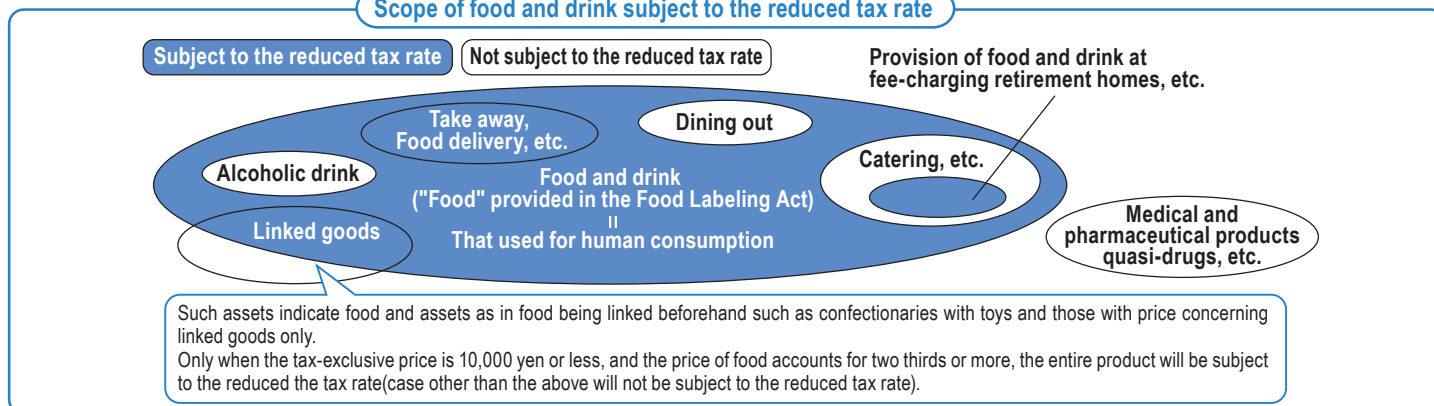 Scope of food and drink subject to the reduced tax rate
Subject to the reduced tax rate
Not subject to the reduced tax rate
Provision of food and drink at
fee-charging retirement homes, etc.
Take away,
Food delivery, etc.
Dining out
Catering, etc.
Alcoholic drink
Food and drink
("Food" provided in the Food Labeling Act)
=
That used for human consumption
Linked goods
Medical and
pharmaceutical products
quasi-drugs, etc.
Such assets indicate food and assets as in food being linked beforehand such as confectionaries with toys and those with price concerning
linked goods only.
Only when the tax-exclusive price is 10,000 yen or less, and the price of food accounts for two thirds or more, the entire product will be subject
to the reduced the tax rate(case other than the above will not be subject to the reduced tax rate).